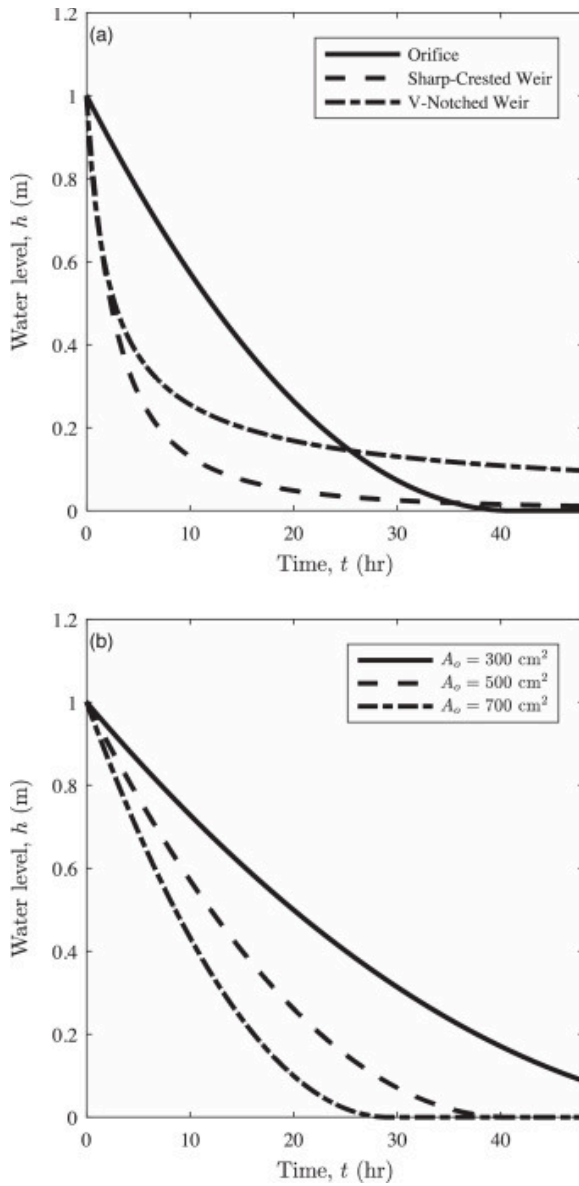 1.2
(a)
Orifice
Sharp-Crested Weir
V-Notched Weir
1
0.8
0.6
0.4
0.2
0
Water level, h (m)
0 10 20 30 40
Time, t (hr)
1.2
(b)
A_o = 300 cm²
A_o = 500 cm²
A_o = 700 cm²
1
0.8
0.6
0.4
0.2
0
Water level, h (m)
0 10 20 30 40
Time, t (hr)